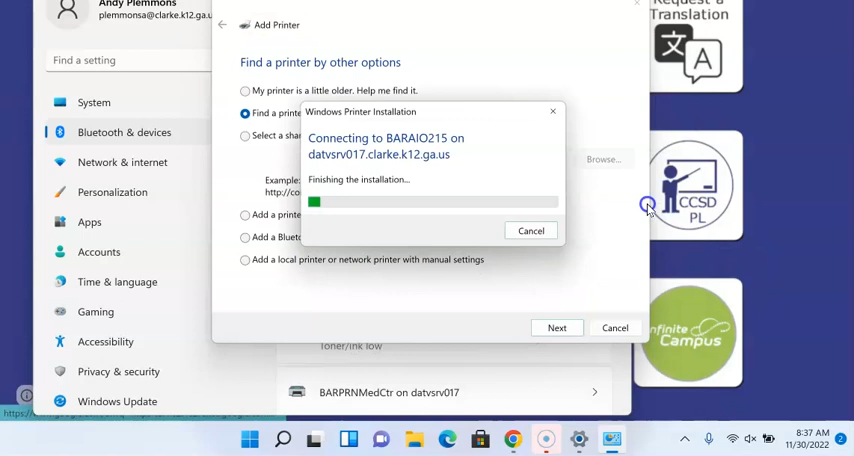 Andy Plemmons
plemmonsa@clarke.k12.ga.u
Find a setting
System
Bluetooth & devices
Network & internet
Personalization
Apps
Accounts
Time & language
Gaming
Accessibility
Privacy & security
Windows Update
Add Printer
Find a printer by other options
My printer is a little older. Help me find it.
Find a printe
Select a sha
Browse...
Example:
http://co
Add a printe
Add a Blueto
Add a local printer or network printer with manual settings
Next
Cancel
Windows Printer Installation
Connecting to BARAIO215 on
datvsrv017.clarke.k12.ga.us
Finishing the installation...
Cancel
Toner/ink low
BARPRNMedCtr on datvsrv017
Request a
Translation
CCSD
PL
nfinite
Campus
8:37 AM
11/30/2022
2